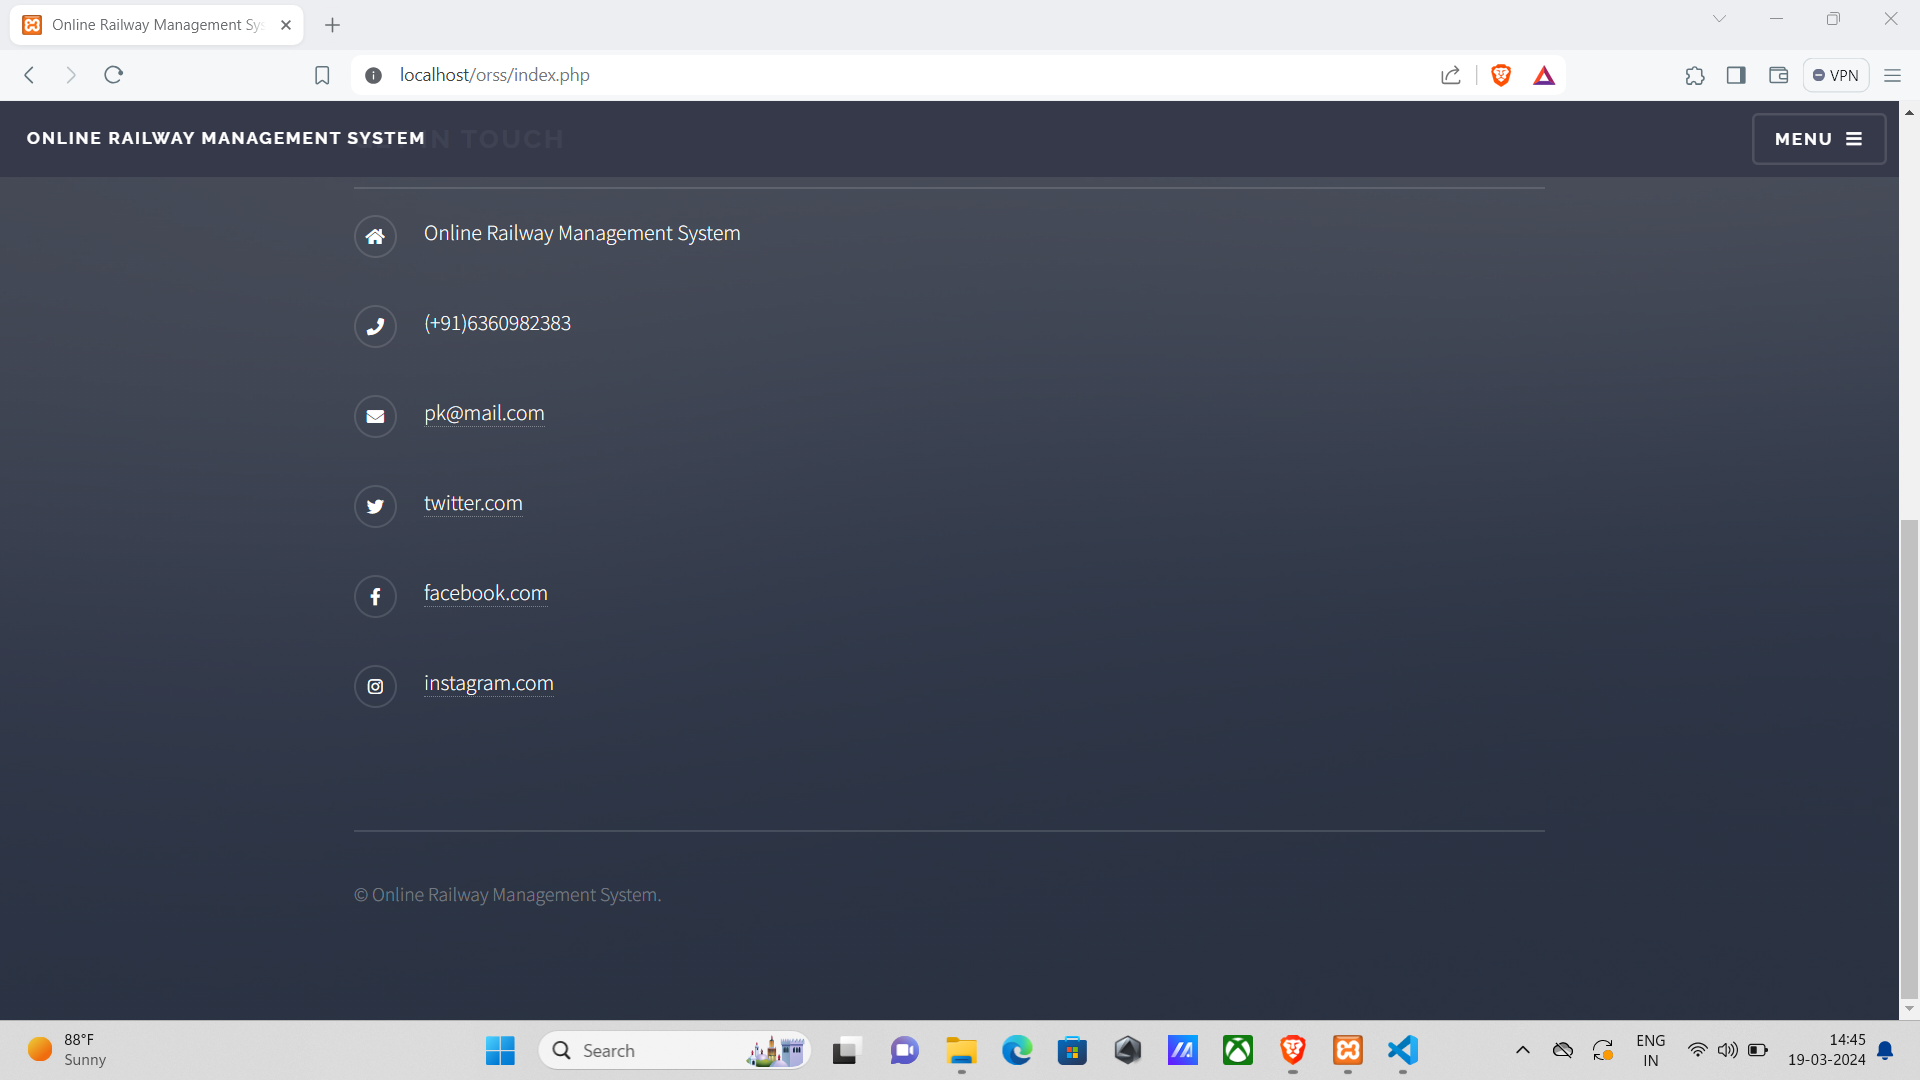 Online Railway Management Sy
localhost/orss/index.php
VPN
ONLINE RAILWAY MANAGEMENT SYSTEM
IN TOUCH
MENU
Online Railway Management System
(+91)6360982383
pk@mail.com
twitter.com
facebook.com
instagram.com
© Online Railway Management System.
88°F
Sunny
Search
ENG
IN
14:45
19-03-2024